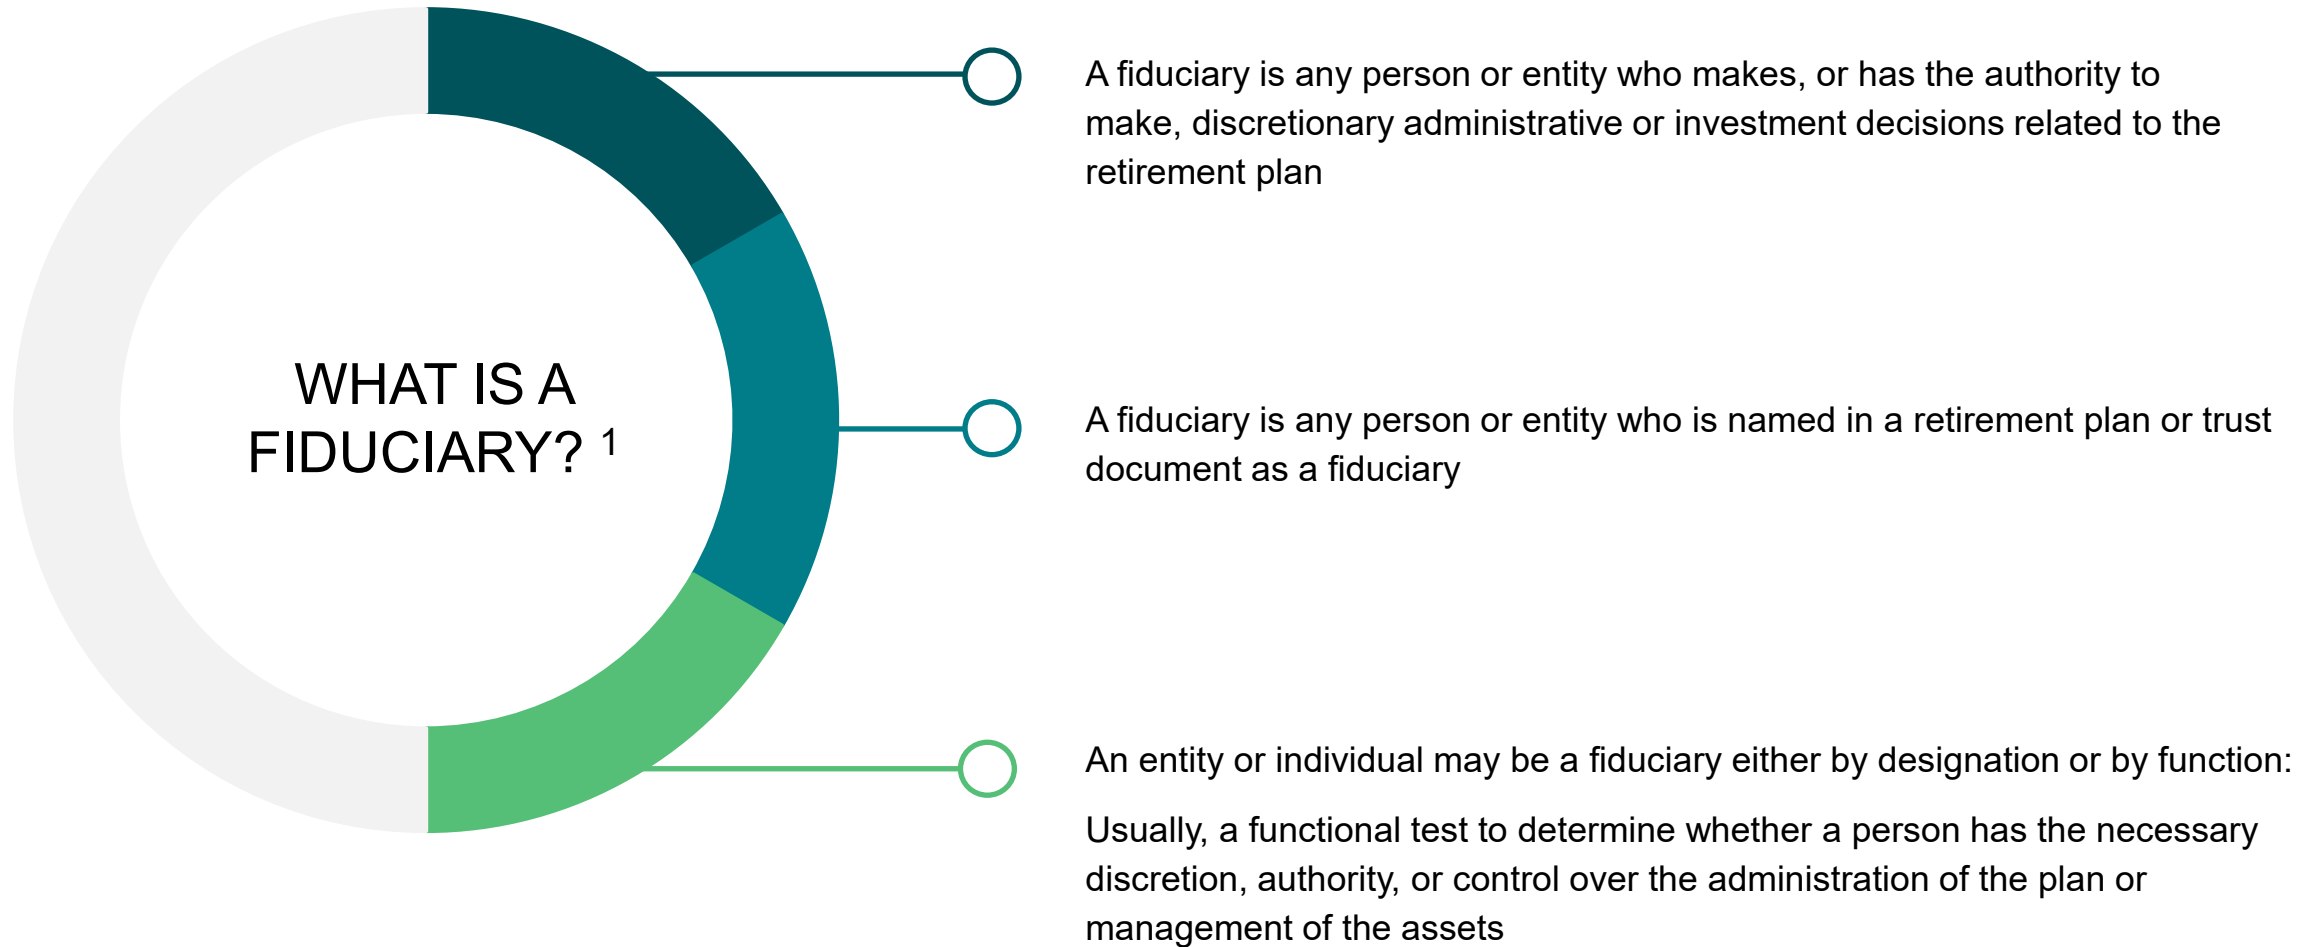 WHAT IS A
FIDUCIARY? 1
A fiduciary is any person or entity who makes, or has the authority to
make, discretionary administrative or investment decisions related to the
retirement plan
A fiduciary is any person or entity who is named in a retirement plan or trust
document as a fiduciary
An entity or individual may be a fiduciary either by designation or by function:
Usually, a functional test to determine whether a person has the necessary
discretion, authority, or control over the administration of the plan or
management of the assets